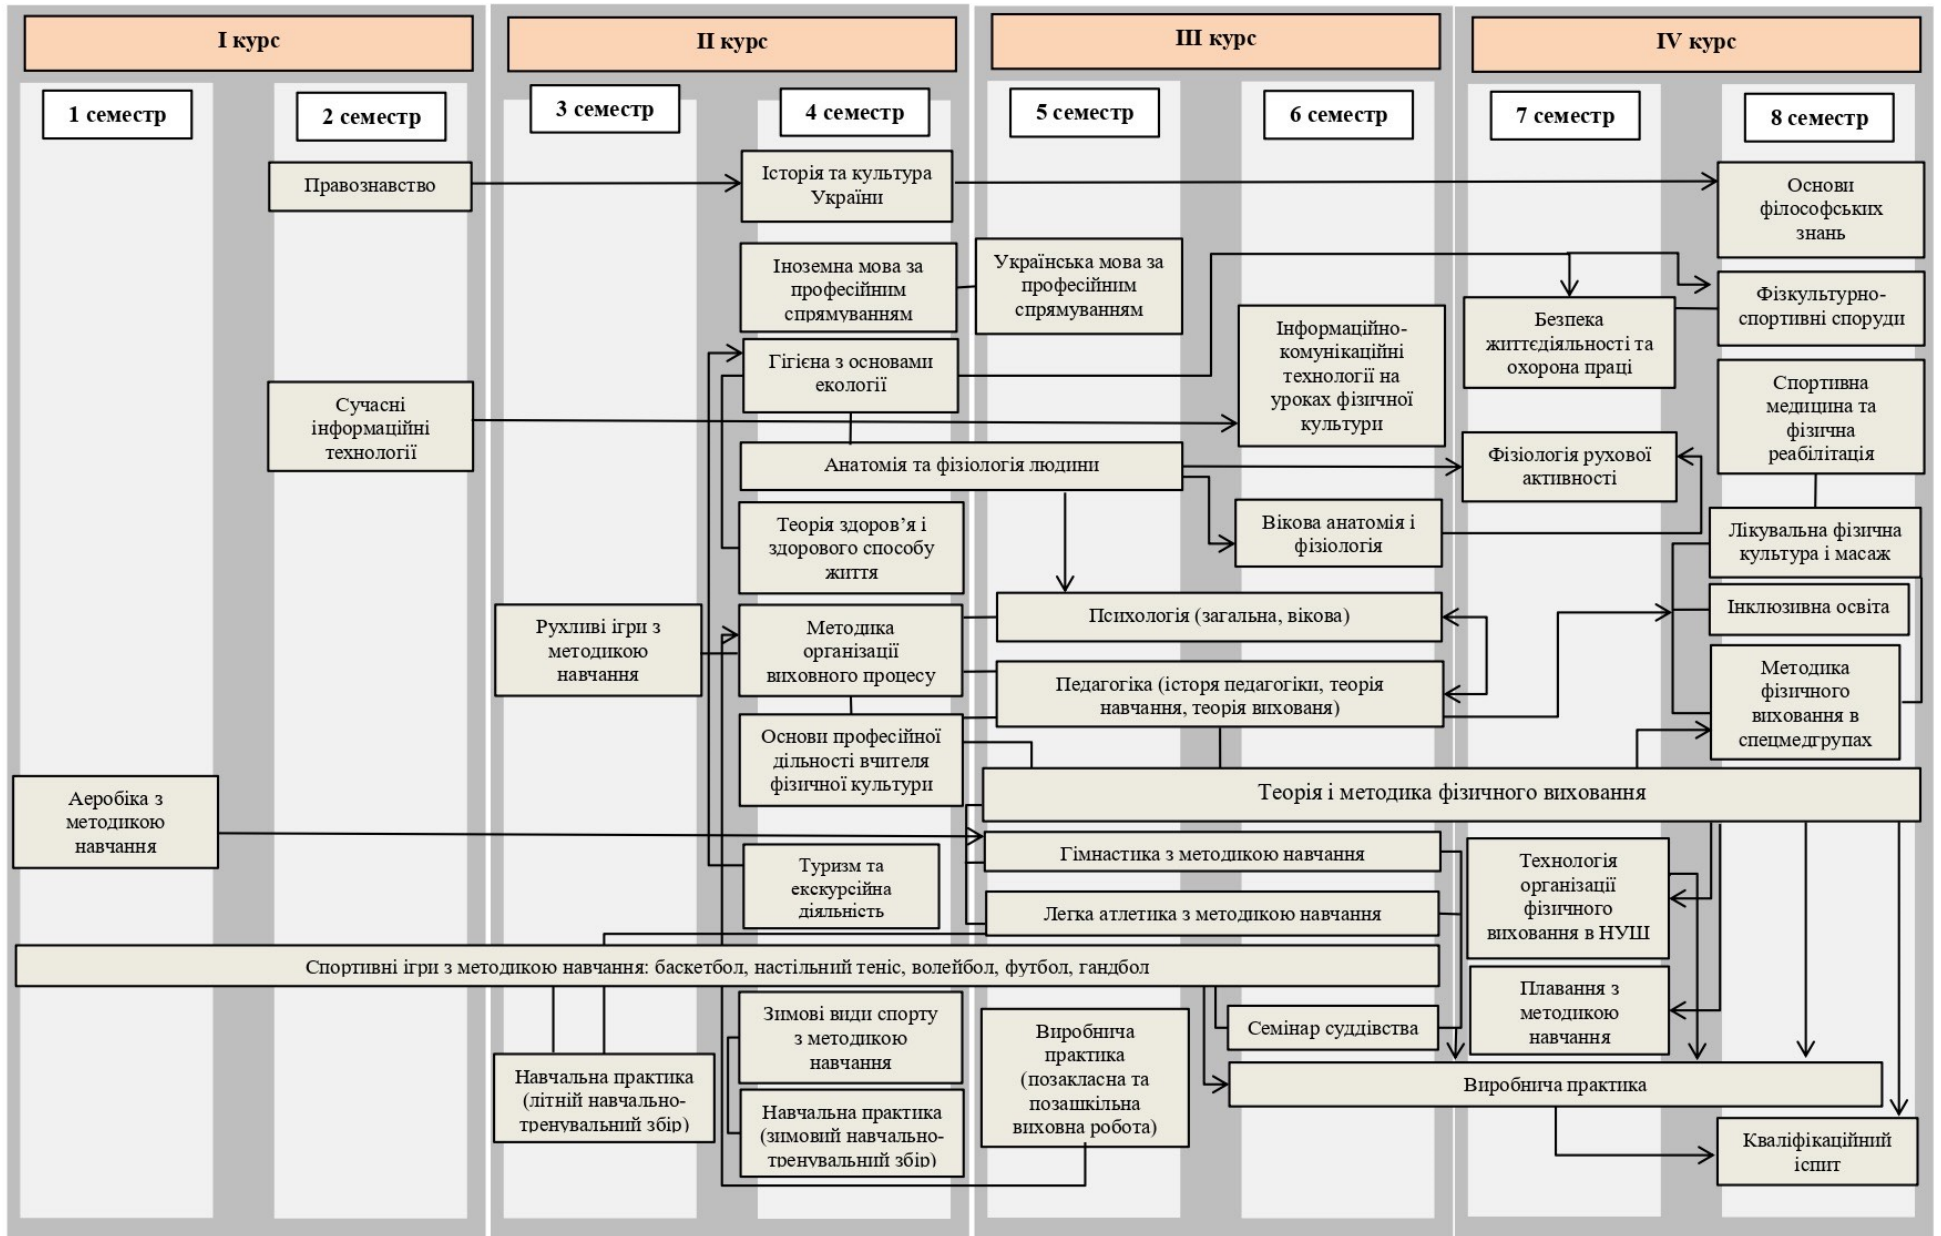 I курс
II курс
III курс
IV курс
1 семестр
2 семестр
3 семестр
4 семестр
5 семестр
6 семестр
7 семестр
8 семестр
Правознавство
Історія та культура
України
Основи
філософських
знань
Іноземна мова за
професійним
спрямуванням
Українська мова за
професійним
спрямуванням
Інформаційно-
комунікаційні
технології на
уроках фізичної
культури
Безпека
життєдіяльності та
охорона праці
Фізкультурно-
спортивні споруди
Гігієна з основами
екології
Сучасні
інформаційні
технології
Спортивна
медицина та
фізична
реабілітація
Анатомія та фізіологія людини
Фізіологія рухової
активності
Теорія здоров’я і
здорового способу
життя
Вікова анатомія і
фізіологія
Лікувальна фізична
культура і масаж
Рухливі ігри з
методикою
навчання
Методика
організації
виховного процесу
Психологія (загальна, вікова)
Інклюзивна освіта
Педагогіка (історя педагогіки, теорія
навчання, теорія вихованя)
Методика
фізичного
виховання в
спецмедгрупах
Основи професійної
дільності вчителя
фізичної культури
Теорія і методика фізичного виховання
Аеробіка з
методикою
навчання
Гімнастика з методикою навчання
Туризм та
екскурсійна
діяльність
Технологія
організації
фізичного
виховання в НУШ
Легка атлетика з методикою навчання
Спортивні ігри з методикою навчання: баскетбол, настільний теніс, волейбол, футбол, гандбол
Зимові види спорту
з методикою
навчання
Виробнича
практика
(позакласна та
позашкільна
виховна робота)
Семінар суддівства
Плавання з
методикою
навчання
Навчальна практика
(літній навчально-
тренувальний збір)
Навчальна практика
(зимовий навчально-
тренувальний збір)
Виробнича практика
Кваліфікаційний
іспит